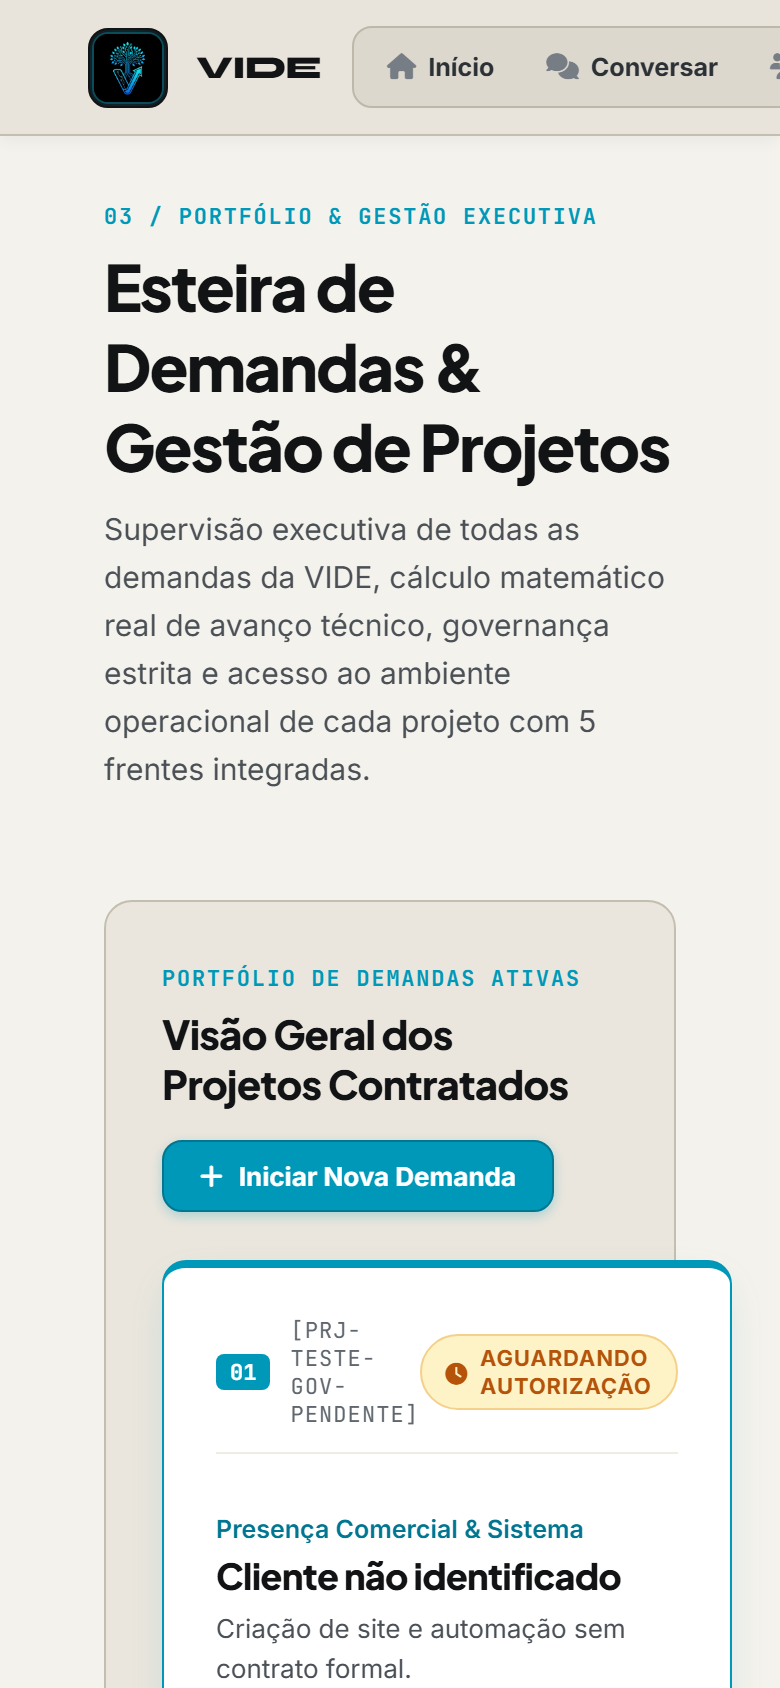 VIDE
Início
Conversar
03 / PORTFÓLIO & GESTÃO EXECUTIVA
Esteira de
Demandas &
Gestão de Projetos
Supervisão executiva de todas as
demandas da VIDE, cálculo matemático
real de avanço técnico, governança
estrita e acesso ao ambiente
operacional de cada projeto com 5
frentes integradas.
PORTFÓLIO DE DEMANDAS ATIVAS
Visão Geral dos
Projetos Contratados
Iniciar Nova Demanda
01
[PRJ-
TESTE-
GOV-
PENDENTE]
AGUARDANDO
AUTORIZAÇÃO
Presença Comercial & Sistema
Cliente não identificado
Criação de site e automação sem
contrato formal.